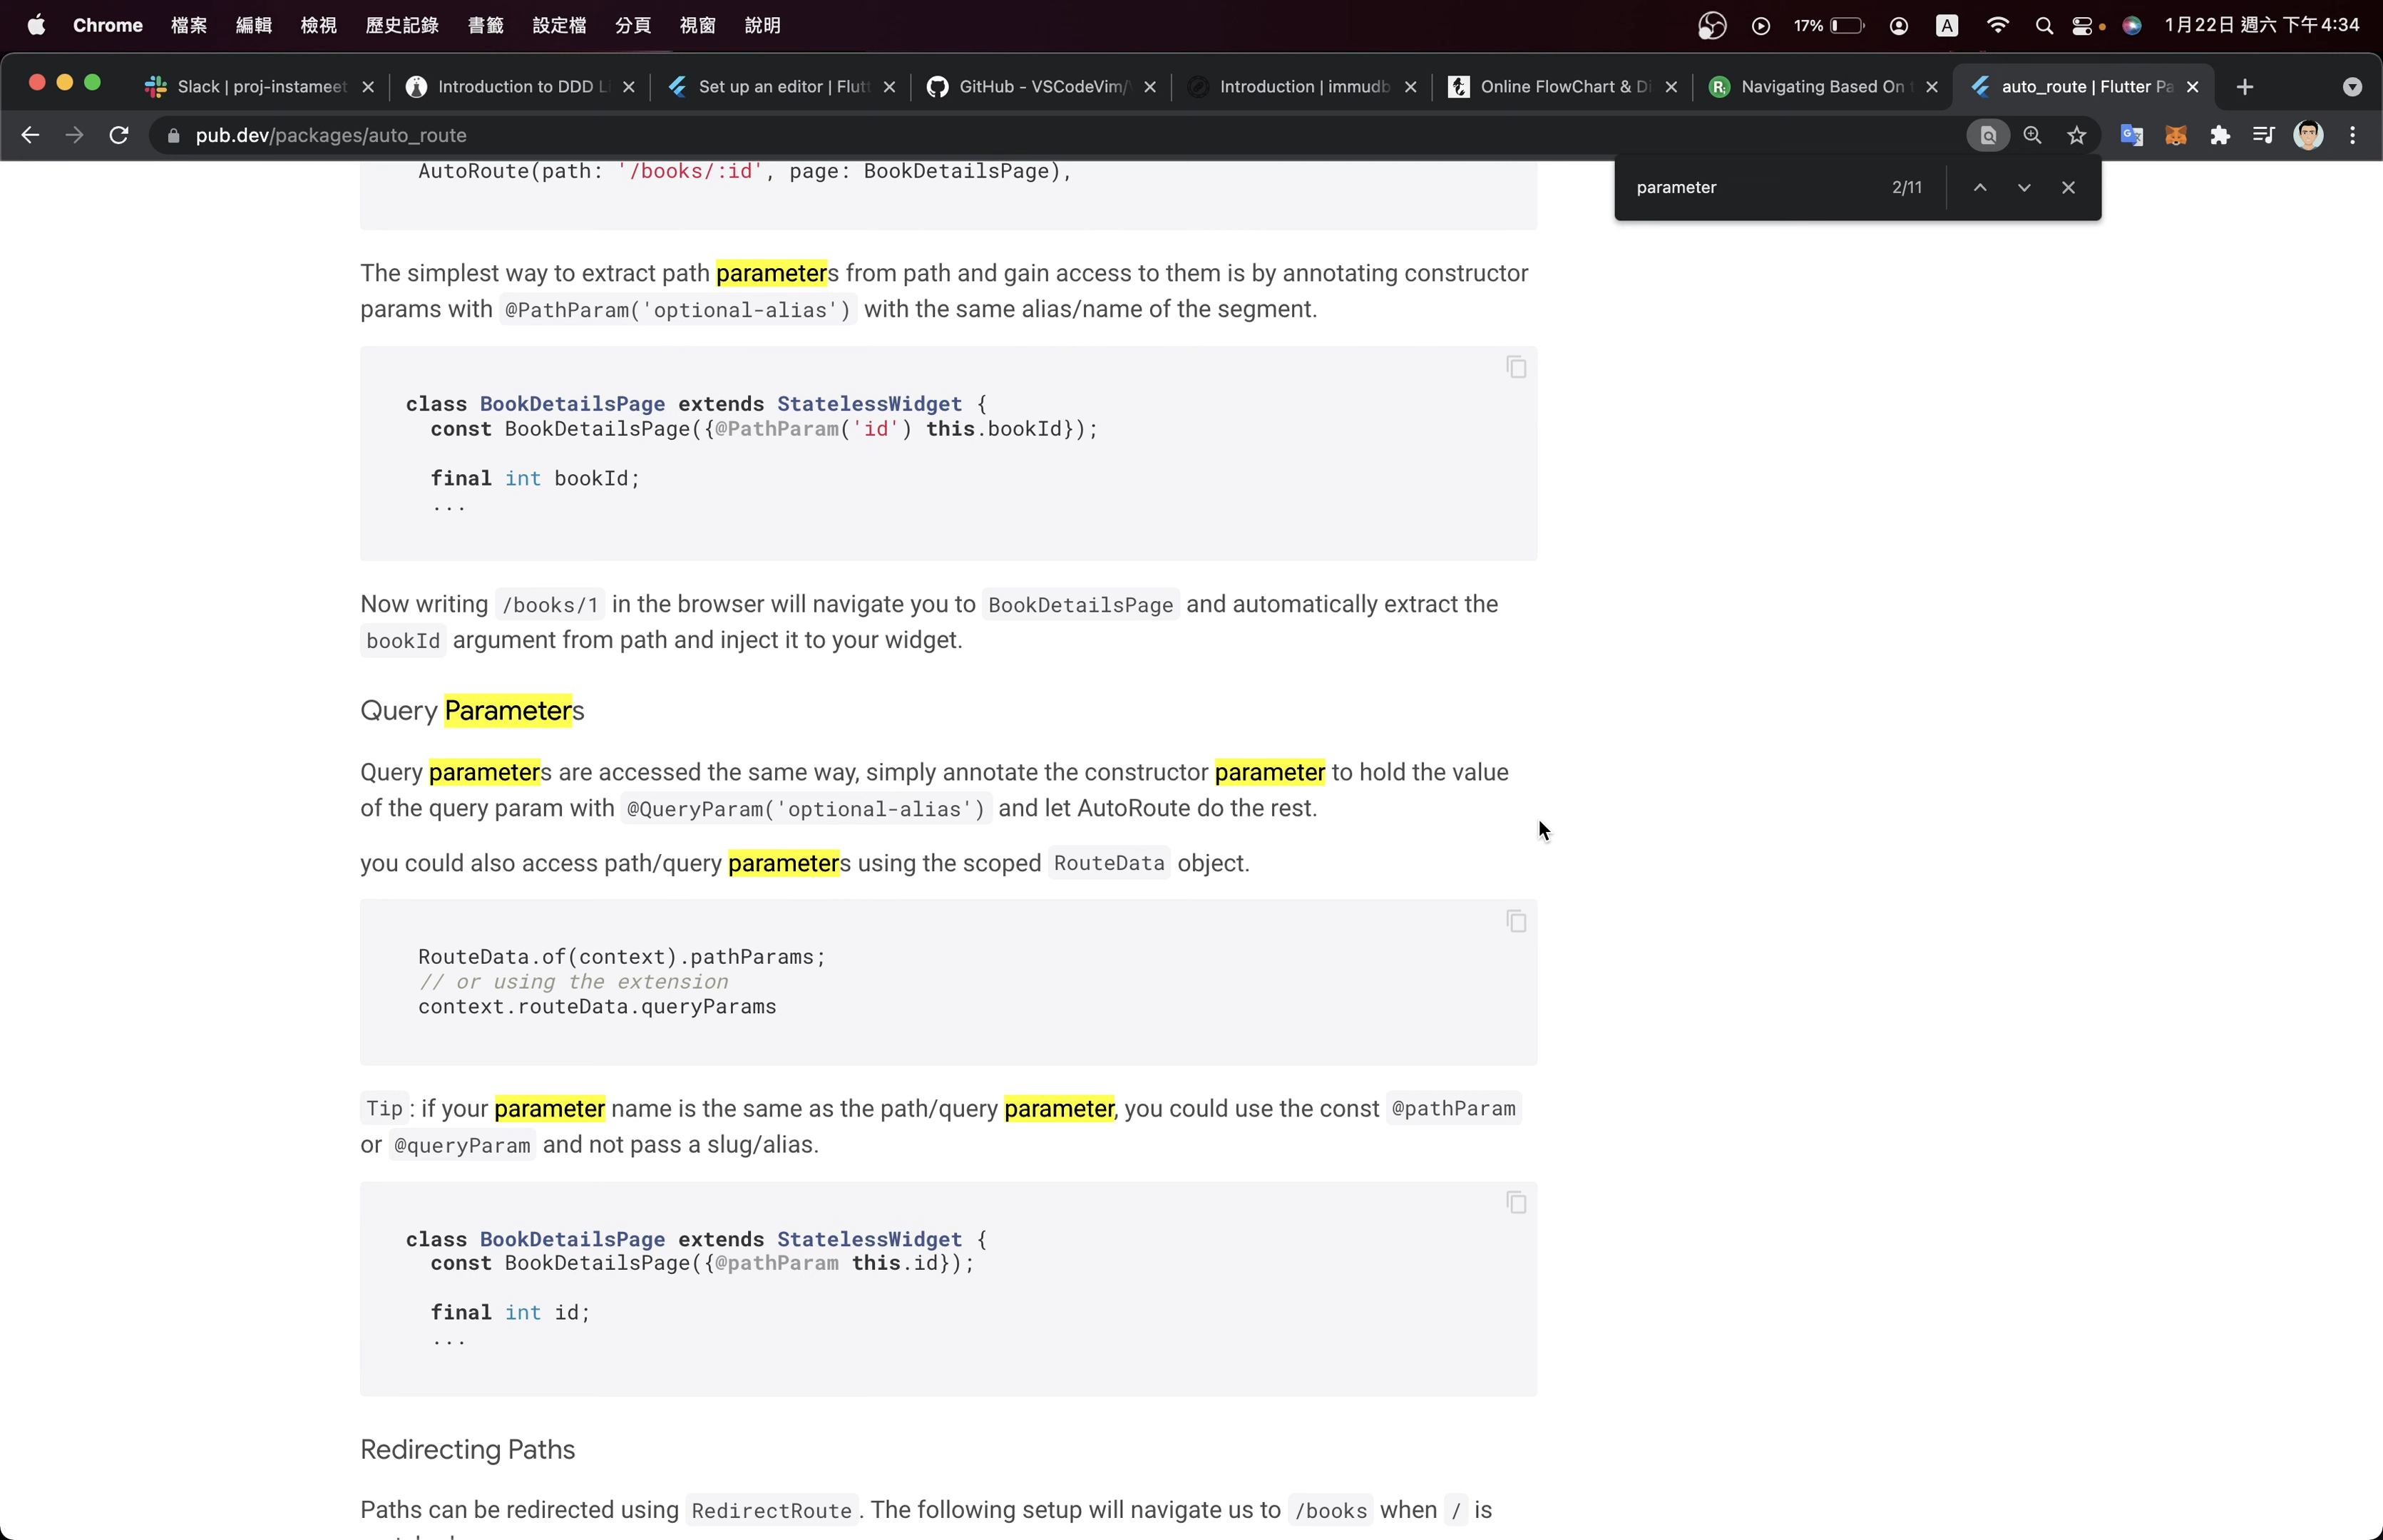 Chrome 檔案 編輯 檢視 歷史記錄 書籤 設定檔 分頁 視窗 說明 17% A 1月22日 週六 下午4:34
Slack | proj-instameet Introduction to DDD Li Set up an editor | Flutt GitHub - VSCodeVim/ Introduction | immudb Online FlowChart & Di R; Navigating Based On t auto_route | Flutter Pa
pub.dev/packages/auto_route
parameter 2/11
AutoRoute(path: '/books/:id', page: BookDetailsPage),
The simplest way to extract path parameters from path and gain access to them is by annotating constructor
params with @PathParam('optional-alias') with the same alias/name of the segment.
class BookDetailsPage extends StatelessWidget {
const BookDetailsPage({@PathParam('id') this.bookId});
final int bookId;
...
Now writing /books/1 in the browser will navigate you to BookDetailsPage and automatically extract the
bookId argument from path and inject it to your widget.
Query Parameters
Query parameters are accessed the same way, simply annotate the constructor parameter to hold the value
of the query param with @QueryParam('optional-alias') and let AutoRoute do the rest.
you could also access path/query parameters using the scoped RouteData object.
RouteData.of(context).pathParams;
// or using the extension
context.routeData.queryParams
Tip: if your parameter name is the same as the path/query parameter, you could use the const @pathParam
or @queryParam and not pass a slug/alias.
class BookDetailsPage extends StatelessWidget {
const BookDetailsPage({@pathParam this.id});
final int id;
...
Redirecting Paths
Paths can be redirected using RedirectRoute. The following setup will navigate us to /books when / is